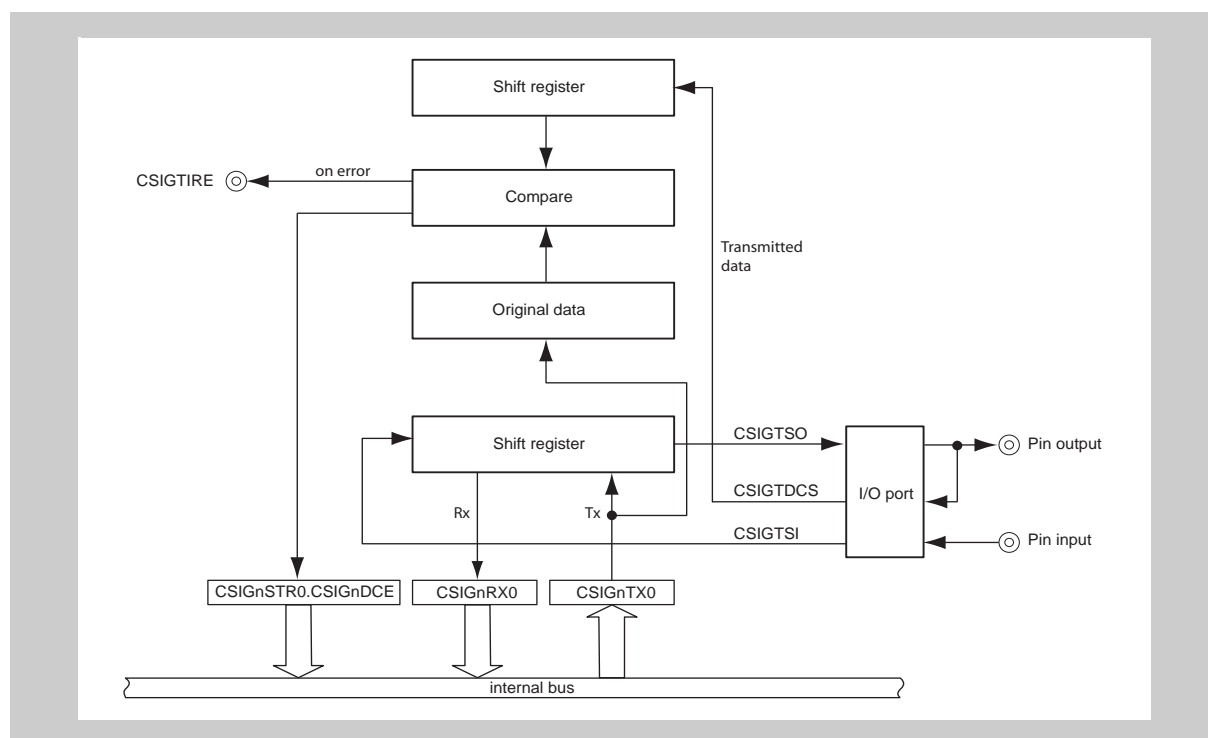 Shift register
CSIGTIRE
on error
Compare
Transmitted
data
Original data
Shift register
CSIGTSO
Pin output
CSIGTDCS
I/O port
Rx
Tx
CSIGTSI
Pin input
CSIGnSTR0.CSIGnDCE
CSIGnRX0
CSIGnTX0
internal bus